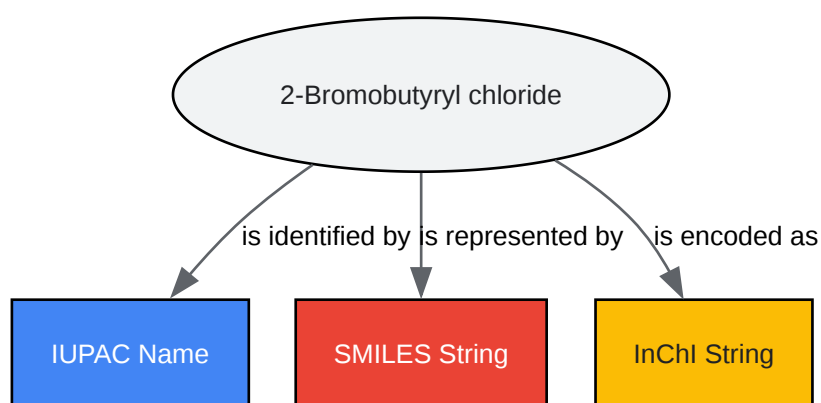 2-Bromobutyryl chloride
is identified by
is represented by
is encoded as
IUPAC Name
SMILES String
InChI String